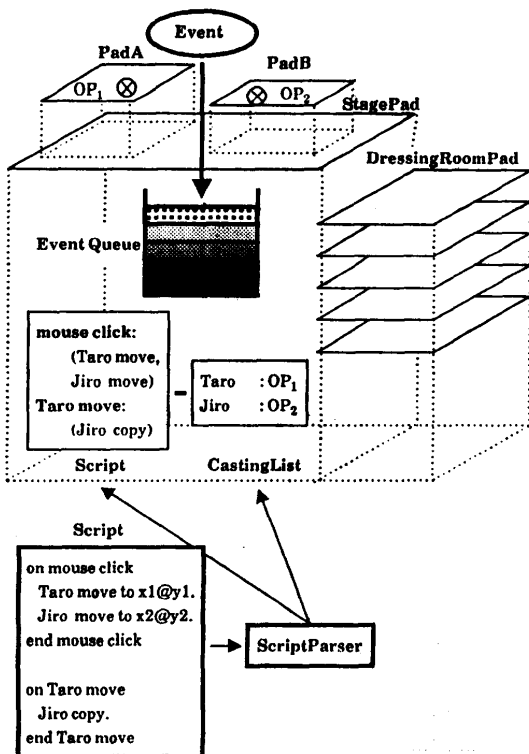 Event
PadA
OP1
PadB
OP2
StagePad
DressingRoomPad
Event Queue
mouse click:
(Taro move,
Jiro move)
Taro move:
(Jiro copy)
Taro : OP1
Jiro : OP2
Script
CastingList
Script
on mouse click
Taro move to x1@y1.
Jiro move to x2@y2.
end mouse click
on Taro move
Jiro copy.
end Taro move
ScriptParser